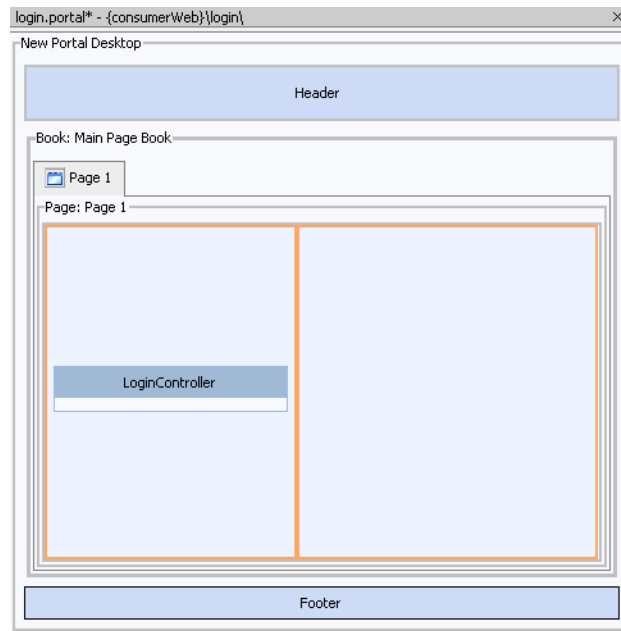 login.portal* - {consumerWeb}\login\
New Portal Desktop
Header
Book: Main Page Book
Page 1
Page: Page 1
LoginController
Footer